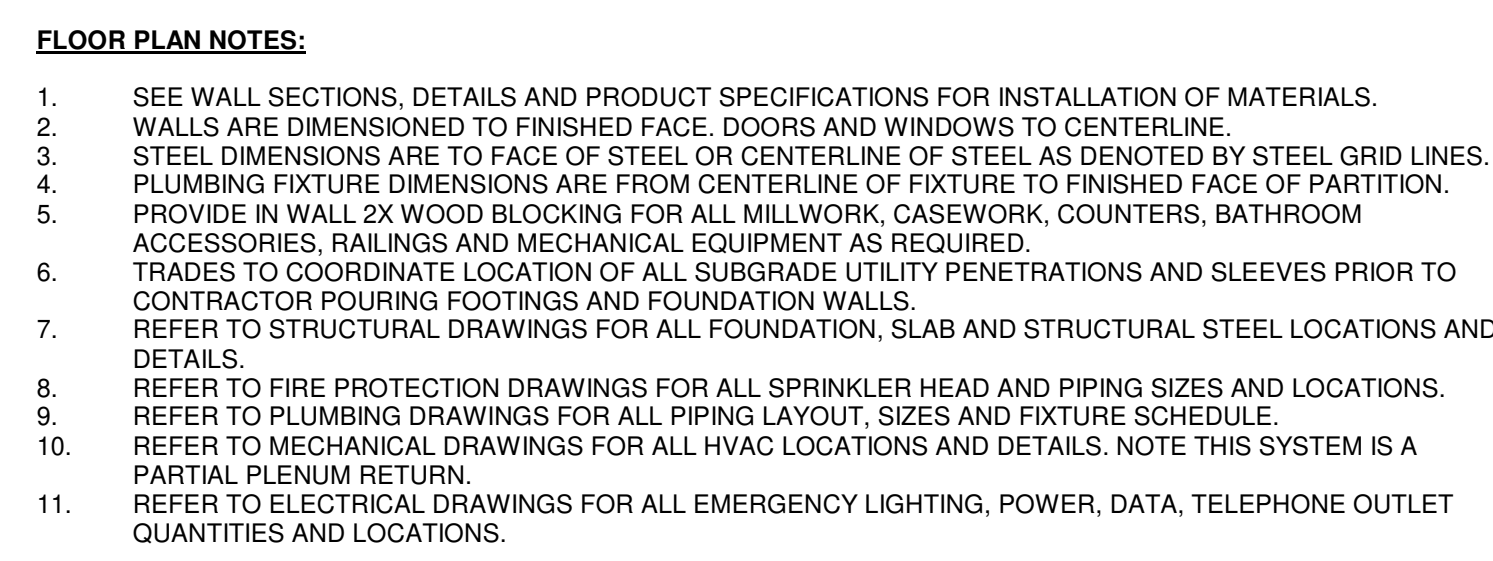 FLOOR PLAN NOTES:
1. SEE WALL SECTIONS, DETAILS AND PRODUCT SPECIFICATIONS FOR INSTALLATION OF MATERIALS.
2. WALLS ARE DIMENSIONED TO FINISHED FACE. DOORS AND WINDOWS TO CENTERLINE.
3. STEEL DIMENSIONS ARE TO FACE OF STEEL OR CENTERLINE OF STEEL AS DENOTED BY STEEL GRID LINES.
4. PLUMBING FIXTURE DIMENSIONS ARE FROM CENTERLINE OF FIXTURE TO FINISHED FACE OF PARTITION.
5. PROVIDE IN WALL 2X WOOD BLOCKING FOR ALL MILLWORK, CASEWORK, COUNTERS, BATHROOM
ACCESSORIES, RAILINGS AND MECHANICAL EQUIPMENT AS REQUIRED.
6. TRADES TO COORDINATE LOCATION OF ALL SUBGRADE UTILITY PENETRATIONS AND SLEEVES PRIOR TO
CONTRACTOR POURING FOOTINGS AND FOUNDATION WALLS.
7. REFER TO STRUCTURAL DRAWINGS FOR ALL FOUNDATION, SLAB AND STRUCTURAL STEEL LOCATIONS AND
DETAILS.
8. REFER TO FIRE PROTECTION DRAWINGS FOR ALL SPRINKLER HEAD AND PIPING SIZES AND LOCATIONS.
9. REFER TO PLUMBING DRAWINGS FOR ALL PIPING LAYOUT, SIZES AND FIXTURE SCHEDULE.
10. REFER TO MECHANICAL DRAWINGS FOR ALL HVAC LOCATIONS AND DETAILS. NOTE THIS SYSTEM IS A
PARTIAL PLENUM RETURN.
11. REFER TO ELECTRICAL DRAWINGS FOR ALL EMERGENCY LIGHTING, POWER, DATA, TELEPHONE OUTLET
QUANTITIES AND LOCATIONS.